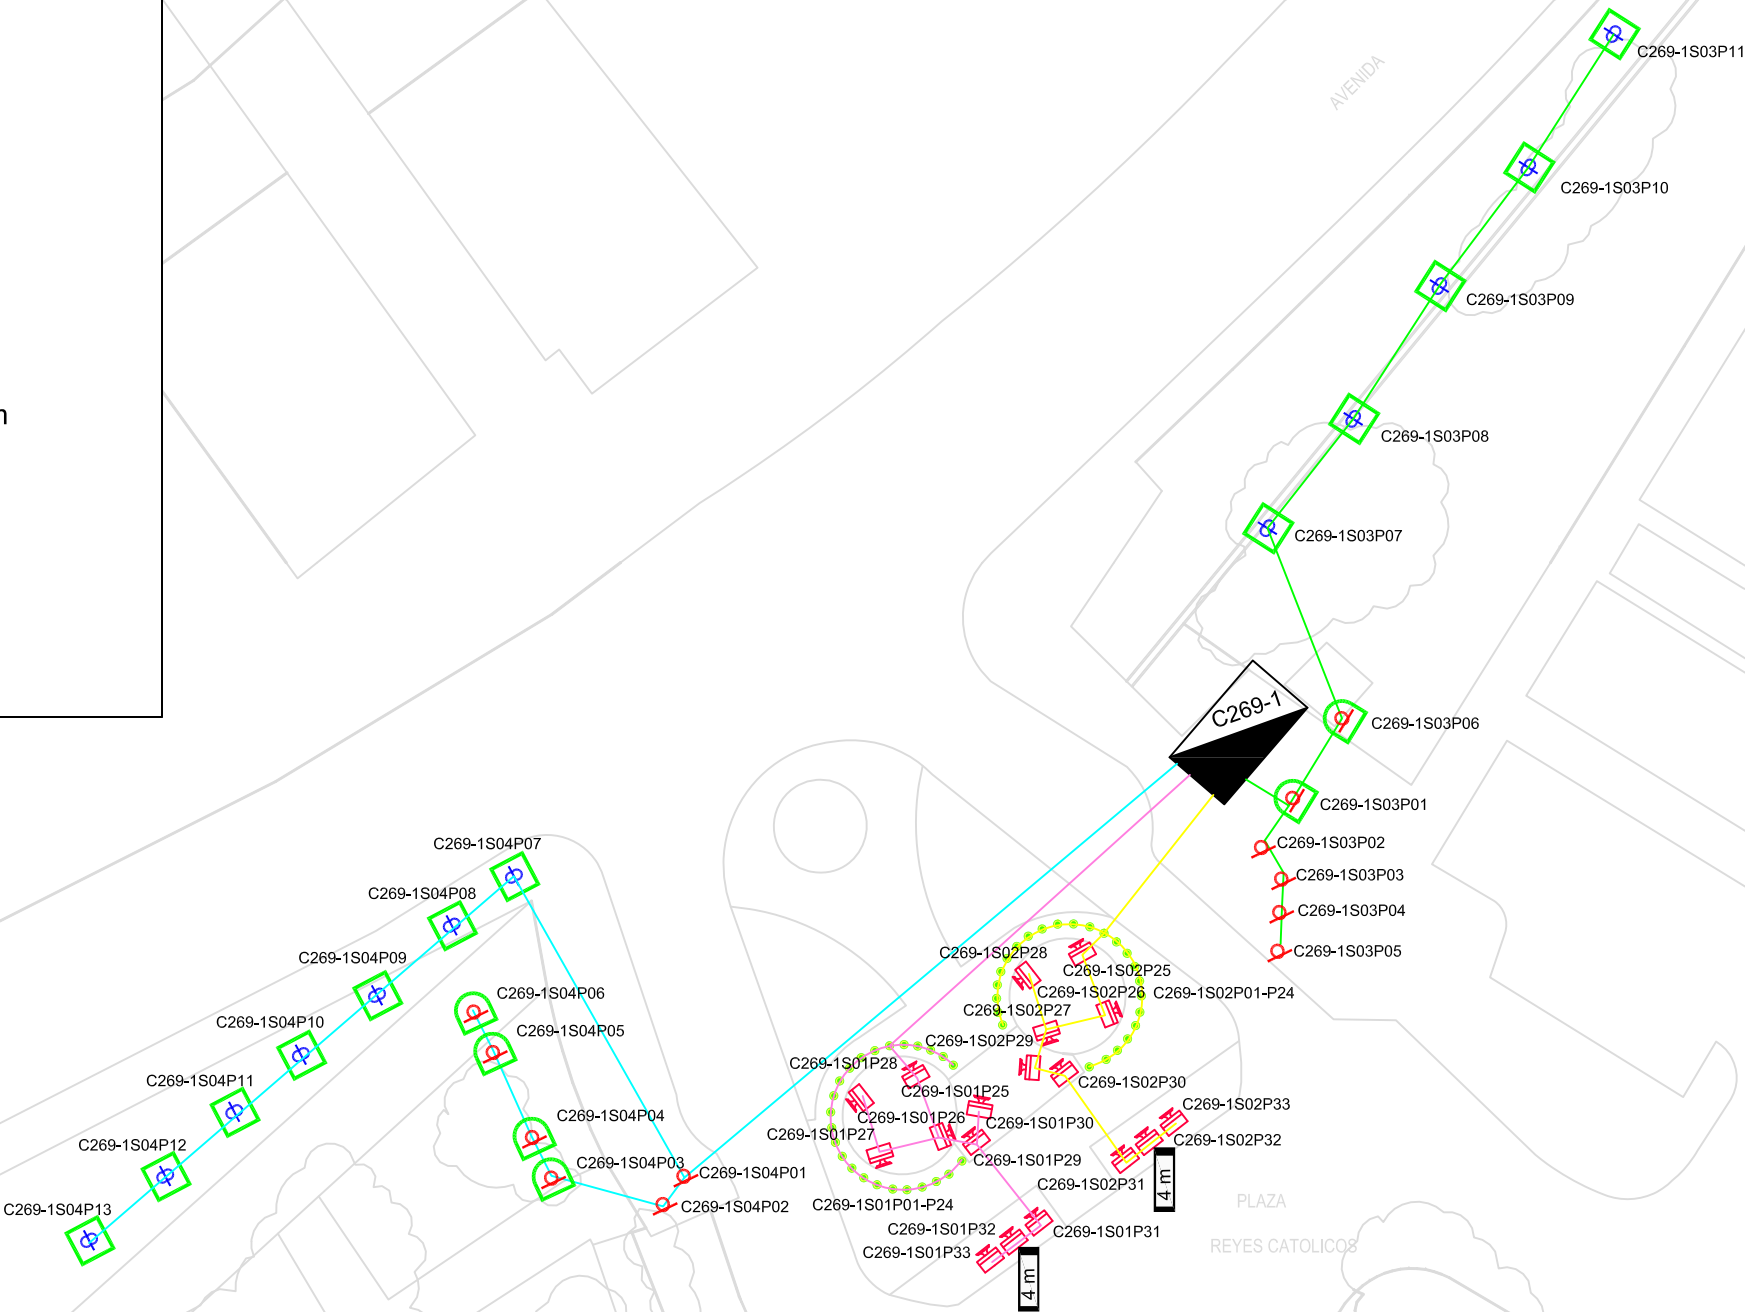 C269-1S03P11
AVENIDA
C269-1S03P10
C269-1S03P09
m
C269-1S03P08
C269-1S03P07
C269-1
C269-1S03P06
C269-1S03P01
C269-1S03P02
C269-1S03P03
C269-1S03P04
C269-1S03P05
C269-1S04P07
C269-1S04P08
C269-1S04P09
C269-1S04P06
C269-1S04P05
C269-1S04P10
C269-1S04P11
C269-1S04P04
C269-1S04P12
C269-1S04P03
C269-1S04P01
C269-1S04P02
C269-1S04P13
C269-1S02P28
C269-1S02P25
C269-1S02P26
C269-1S02P01-P24
C269-1S02P27
C269-1S02P29
C269-1S02P30
C269-1S01P28
C269-1S01P25
C269-1S01P26
C269-1S01P30
C269-1S01P27
C269-1S01P29
C269-1S02P33
C269-1S02P32
C269-1S02P31
C269-1S01P01-P24
C269-1S01P32
C269-1S01P31
C269-1S01P33
4 m
4 m
PLAZA
REYES CATOLICOS